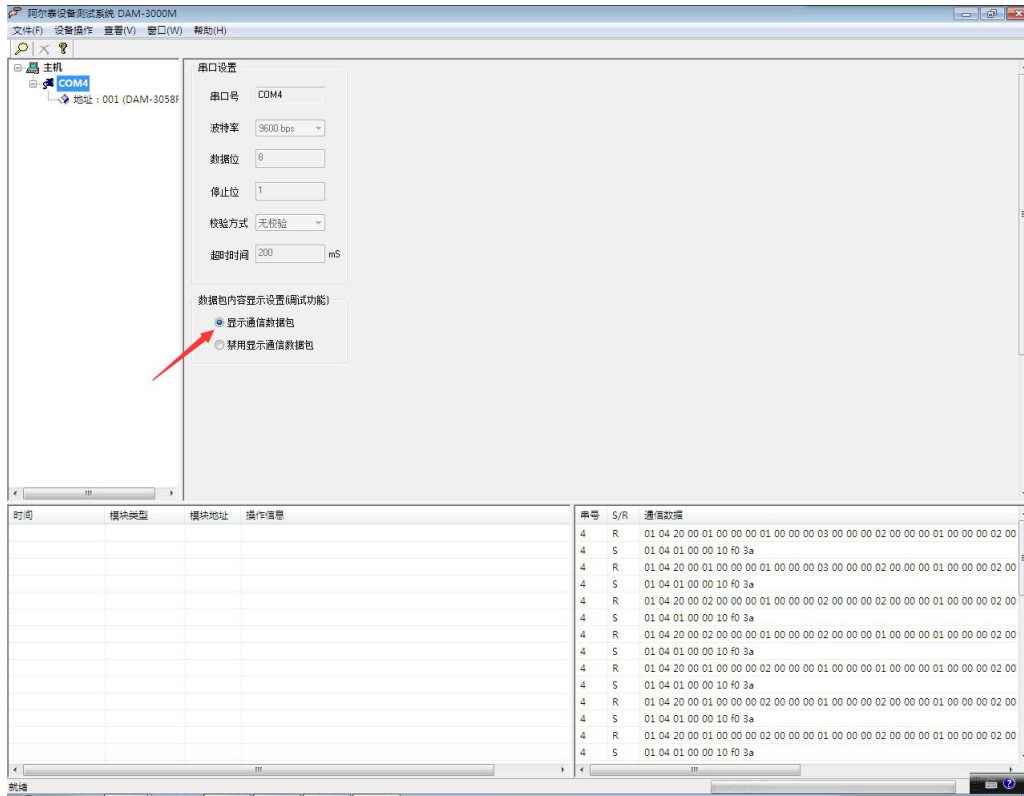 阿尔泰设备测试系统 DAM-3000M
文件(F) 设备操作 查看(V) 窗口(W) 帮助(H)
主机
COM4
地址：001 (DAM-3058F
串口设置
串口号 COM4
波特率 9600 bps
数据位 8
停止位 1
校验方式 无校验
超时时间 200 mS
数据包内容显示设置(调试功能)
显示通信数据包
禁用显示通信数据包
时间 模块类型 模块地址 操作信息
串号 S/R 通信数据
4 R 01 04 20 00 01 00 00 00 01 00 00 00 03 00 00 00 02 00 00 00 01 00 00 00 02 00
4 S 01 04 01 00 00 10 f0 3a
4 R 01 04 20 00 01 00 00 00 01 00 00 00 03 00 00 00 02 00 00 00 01 00 00 00 02 00
4 S 01 04 01 00 00 10 f0 3a
4 R 01 04 20 00 02 00 00 00 01 00 00 00 02 00 00 00 02 00 00 00 01 00 00 00 02 00
4 S 01 04 01 00 00 10 f0 3a
4 R 01 04 20 00 02 00 00 00 01 00 00 00 02 00 00 00 01 00 00 00 01 00 00 00 02 00
4 S 01 04 01 00 00 10 f0 3a
4 R 01 04 20 00 01 00 00 00 02 00 00 00 01 00 00 00 01 00 00 00 01 00 00 00 02 00
4 S 01 04 01 00 00 10 f0 3a
4 R 01 04 20 00 01 00 00 00 02 00 00 00 01 00 00 00 02 00 00 00 01 00 00 00 02 00
4 S 01 04 01 00 00 10 f0 3a
4 R 01 04 20 00 01 00 00 00 02 00 00 00 01 00 00 00 02 00 00 00 01 00 00 00 02 00
4 S 01 04 01 00 00 10 f0 3a
就绪